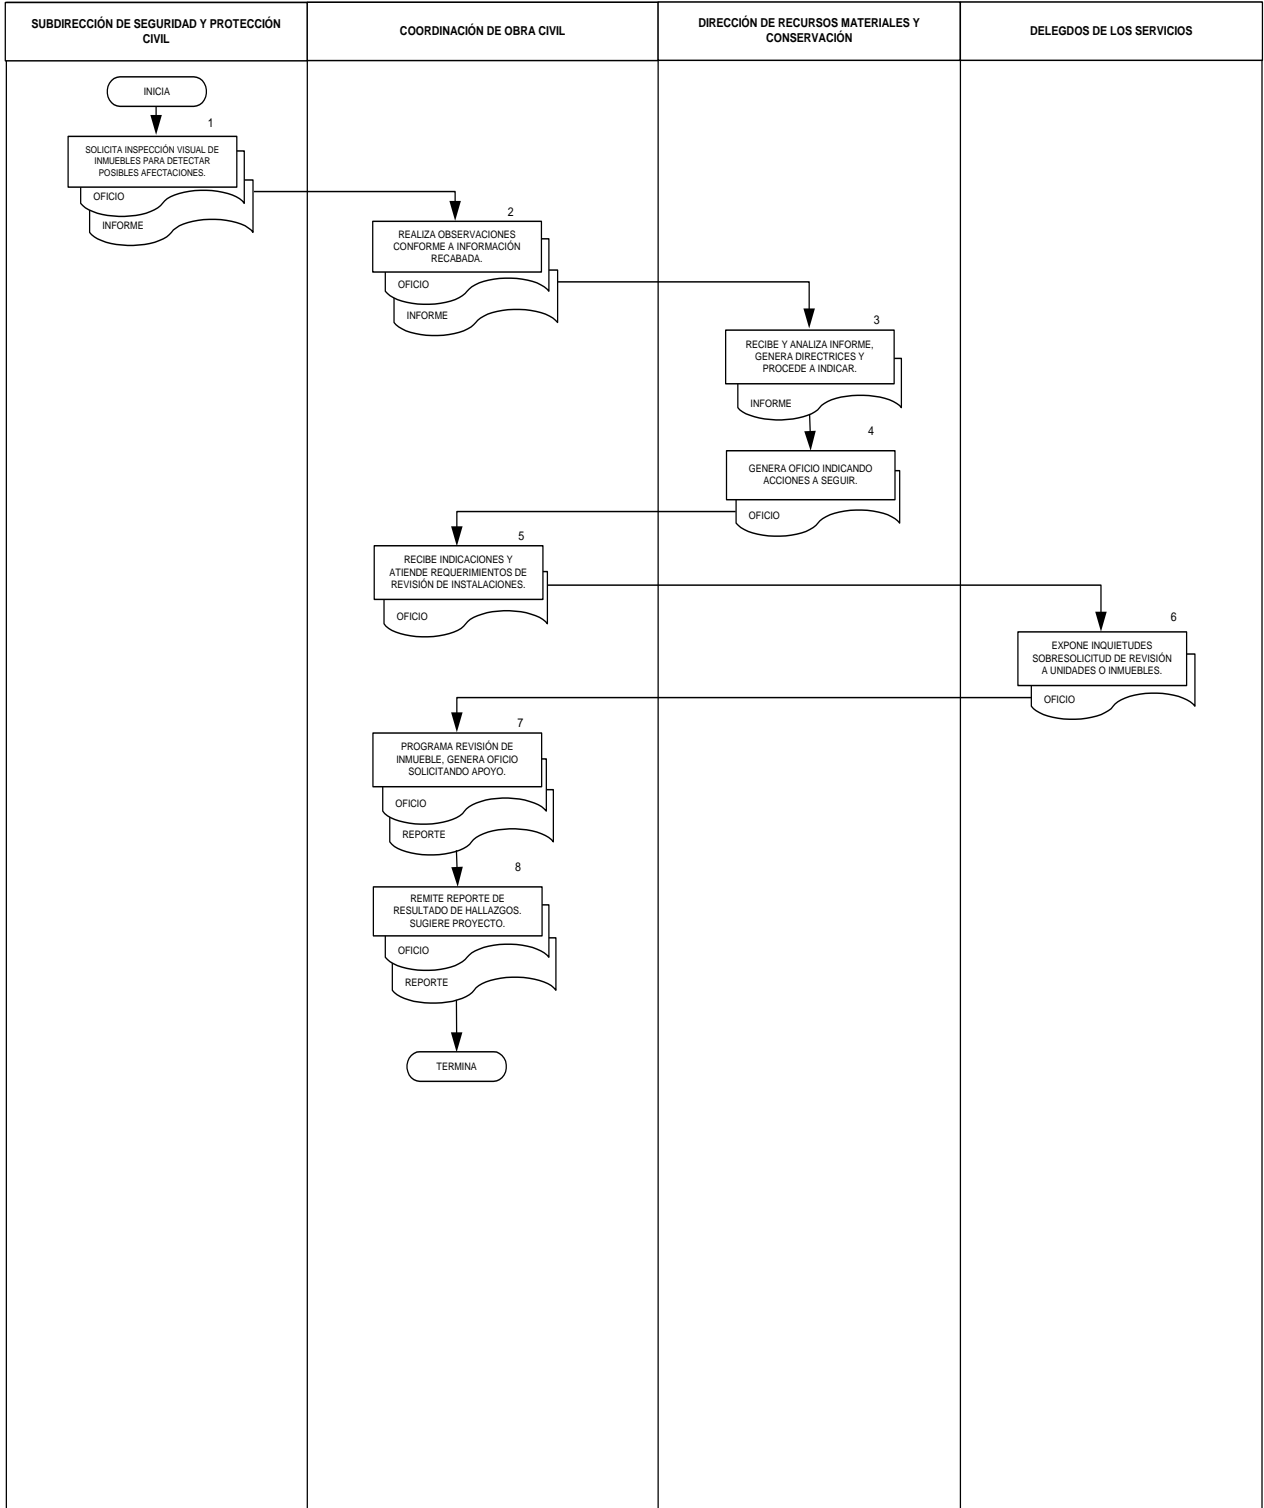 SUBDIRECCIÓN DE SEGURIDAD Y PROTECCIÓN
CIVIL
COORDINACIÓN DE OBRA CIVIL
DIRECCIÓN DE RECURSOS MATERIALES Y
CONSERVACIÓN
DELEGDOS DE LOS SERVICIOS
INICIA
1
SOLICITA INSPECCIÓN VISUAL DE
INMUEBLES PARA DETECTAR
POSIBLES AFECTACIONES.
OFICIO
INFORME
2
REALIZA OBSERVACIONES
CONFORME A INFORMACIÓN
RECABADA.
OFICIO
INFORME
3
RECIBE Y ANALIZA INFORME,
GENERA DIRECTRICES Y
PROCEDE A INDICAR.
INFORME
4
GENERA OFICIO INDICANDO
ACCIONES A SEGUIR.
OFICIO
5
RECIBE INDICACIONES Y
ATIENDE REQUERIMIENTOS DE
REVISIÓN DE INSTALACIONES.
OFICIO
6
EXPONE INQUIETUDES
SOBRESOLICITUD DE REVISIÓN
A UNIDADES O INMUEBLES.
OFICIO
7
PROGRAMA REVISIÓN DE
INMUEBLE, GENERA OFICIO
SOLICITANDO APOYO.
OFICIO
REPORTE
8
REMITE REPORTE DE
RESULTADO DE HALLAZGOS.
SUGIERE PROYECTO.
OFICIO
REPORTE
TERMINA